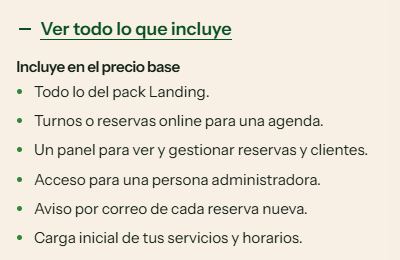 — Ver todo lo que incluye
Incluye en el precio base
• Todo lo del pack Landing.
• Turnos o reservas online para una agenda.
• Un panel para ver y gestionar reservas y clientes.
• Acceso para una persona administradora.
• Aviso por correo de cada reserva nueva.
• Carga inicial de tus servicios y horarios.